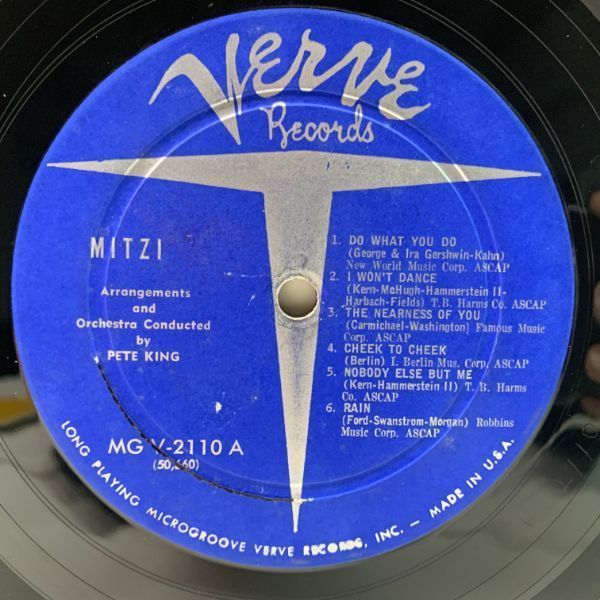 Verve
Records
MITZI
Arrangements
and
Orchestra Conducted
by
PETE KING
MG V-2110 A
(50,660)
1. DO WHAT YOU DO
(George & Ira Gershwin-Kahn)
New World Music Corp. ASCAP
2. I WON'T DANCE
(Kern-McHugh-Hammerstein II-
Harbach-Fields) T.B. Harms Co. ASCAP
3. THE NEARNESS OF YOU
(Carmichael-Washington) Famous Music
Corp. ASCAP
4. CHEEK TO CHEEK
(Berlin) I. Berlin Mus. Corp. ASCAP
5. NOBODY ELSE BUT ME
(Kern-Hammerstein II) T. B. Harms
Co. ASCAP
6. RAIN
(Ford-Swanstrom-Morgan) Robbins
Music Corp. ASCAP
LONG PLAYING MICROGROOVE VERVE RECORDS, INC. — MADE IN U.S.A.